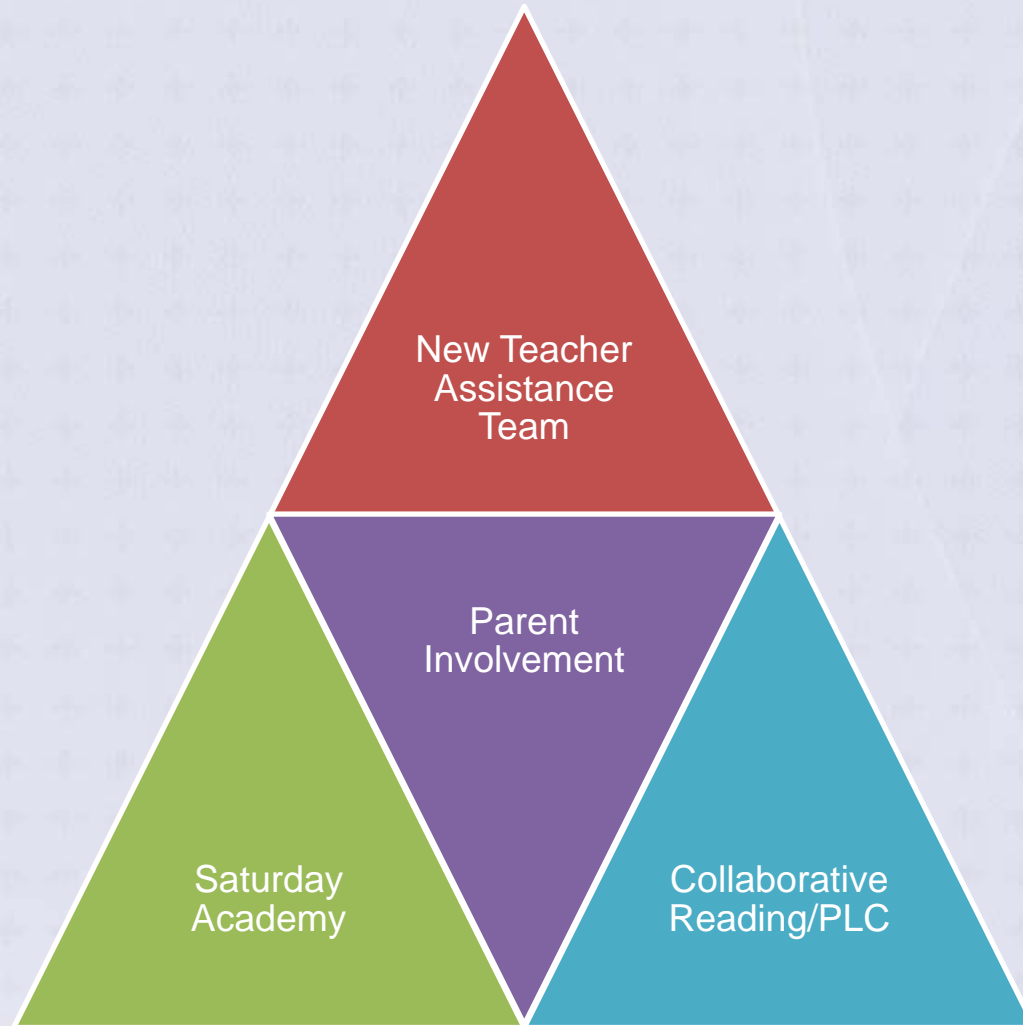 New Teacher
Assistance
Team
Parent
Involvement
Saturday
Academy
Collaborative
Reading/PLC